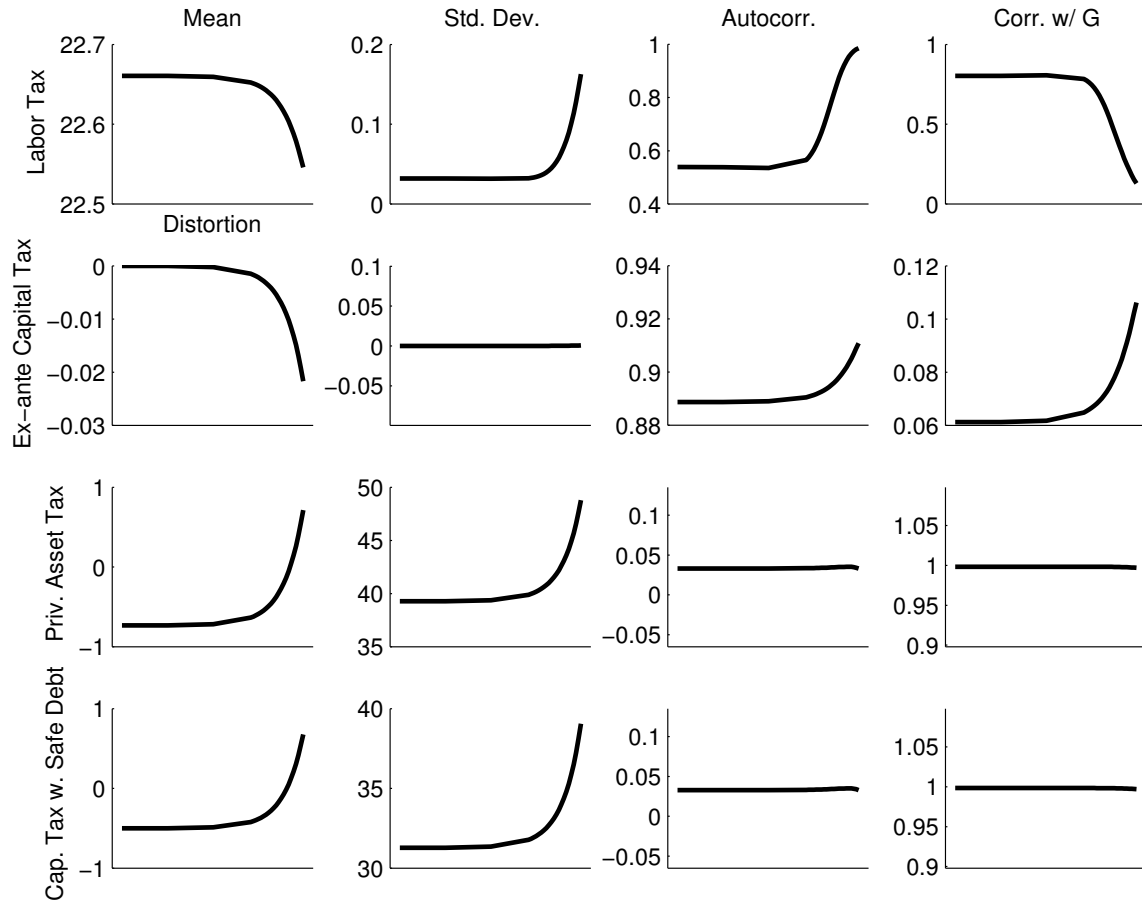 Mean Std. Dev. Autocorr. Corr. w/ G
Labor Tax
22.7 0.2 1 1
0.8
22.6 0.1 0.5
0.6
22.5 0 0.4 0
Distortion
Ex−ante Capital Tax
0 0.1 0.94 0.12
0.05
−0.01 0.92 0.1
0
−0.02 0.9 0.08
−0.05
−0.03 0.88 0.06
Priv. Asset Tax
1 50
0.1 1.05
45
0.05
0 1
40 0
0.95
−0.05
−1 35 0.9
Cap. Tax w. Safe Debt
1 40
0.1 1.05
0.05
0 35 1
0
0.95
−0.05
−1 30 0.9